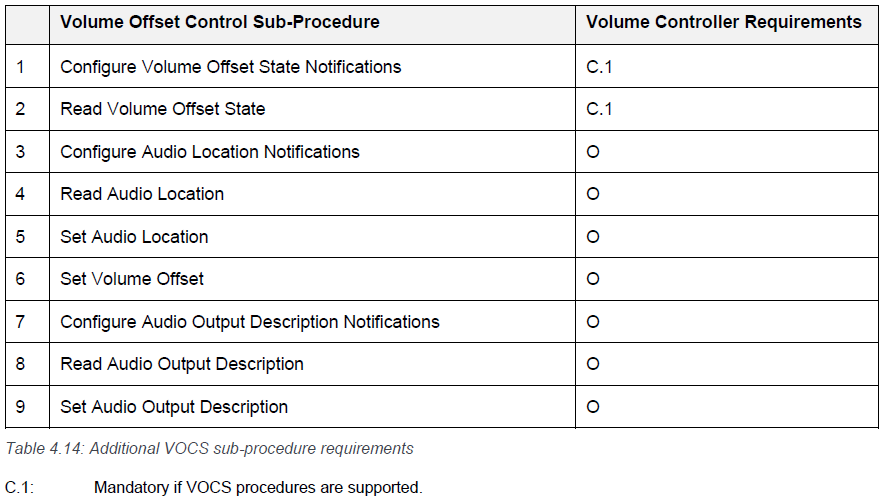 Volume Offset Control Sub-Procedure Volume Controller Requirements
1 Configure Volume Offset State Notifications C.1
2 Read Volume Offset State C.1
3 Configure Audio Location Notifications O
4 Read Audio Location O
5 Set Audio Location O
6 Set Volume Offset O
7 Configure Audio Output Description Notifications O
8 Read Audio Output Description O
9 Set Audio Output Description O
Table 4.14: Additional VOCS sub-procedure requirements
C.1: Mandatory if VOCS procedures are supported.